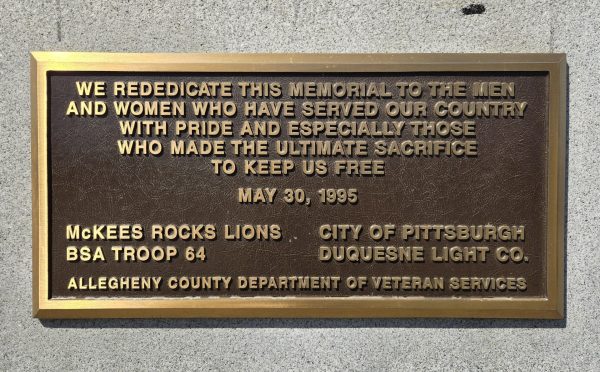 WE REDEDICATE THIS MEMORIAL TO THE MEN
AND WOMEN WHO HAVE SERVED OUR COUNTRY
WITH PRIDE AND ESPECIALLY THOSE
WHO MADE THE ULTIMATE SACRIFICE
TO KEEP US FREE
MAY 30, 1995
McKEES ROCKS LIONS
BSA TROOP 64
CITY OF PITTSBURGH
DUQUESNE LIGHT CO.
ALLEGHENY COUNTY DEPARTMENT OF VETERAN SERVICES